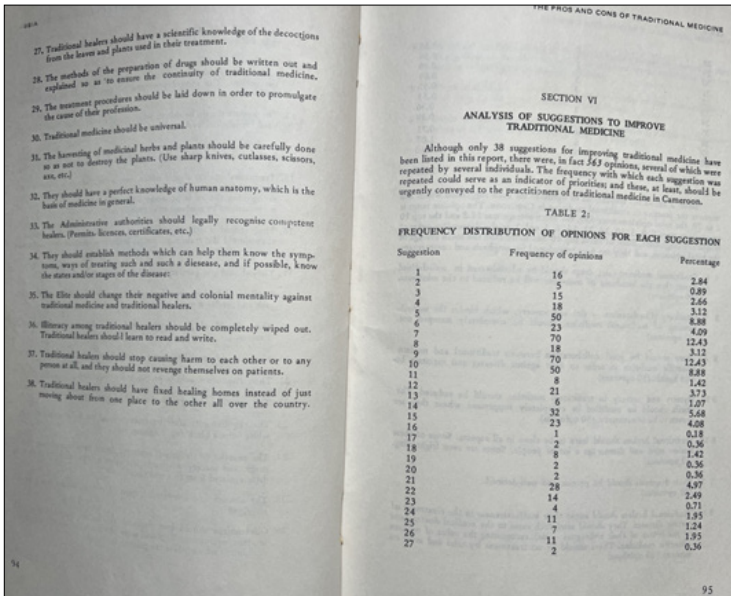 27. Traditional healers should have a scientific knowledge of the decoctions
from the leaves and plants used in their treatment.
28. The methods of the preparation of drugs should be written out and
explained so as to ensure the continuity of traditional medicine.
29. The treatment procedures should be laid down in order to promulgate
the cause of their profession.
30. Traditional medicine should be universal.
31. The harvesting of medicinal herbs and plants should be carefully done
so as not to destroy the plants. (Use sharp knives, cutlasses, scissors,
axe, etc.)
32. They should have a perfect knowledge of human anatomy, which is the
basis of medicine in general.
33. The Administrative authorities should legally recognise competent
healers. (Permits, licences, certificates, etc.)
34. They should establish methods which can help them know the symp-
toms, ways of treating such and such a diesease, and if possible, know
the states and/or stages of the disease:
35. The Elite should change their negative and colonial mentality against
traditional medicine and traditional healers.
36. Illiteracy among traditional healers should be completely wiped out.
Traditional healers should learn to read and write.
37. Traditional healers should stop causing harm to each other or to any
person at all, and they should not revenge themselves on patients.
38. Traditional healers should have fixed healing homes instead of just
moving about from one place to the other all over the country.
94
THE PROS AND CONS OF TRADITIONAL MEDICINE
SECTION VI
ANALYSIS OF SUGGESTIONS TO IMPROVE
TRADITIONAL MEDICINE
Although only 38 suggestions for improving traditional medicine have
been listed in this report, there were, in fact 563 opinions, several of which were
repeated by several individuals. The frequency with which each suggestion was
repeated could serve as an indicator of priorities; and these, at least, should be
urgently conveyed to the practitioners of traditional medicine in Cameroon.
TABLE 2:
FREQUENCY DISTRIBUTION OF OPINIONS FOR EACH SUGGESTION
Suggestion Frequency of opinions Percentage
1 16 2.84
2 5 0.89
3 15 2.66
4 18 3.12
5 50 8.88
6 23 4.09
7 70 12.43
8 18 3.12
9 70 12.43
10 50 8.88
11 8 1.42
12 21 3.73
13 6 1.07
14 32 5.68
15 23 4.08
16 1 0.18
17 2 0.36
18 8 1.42
19 2 0.36
20 2 0.36
21 28 4.97
22 14 2.49
23 4 0.71
24 11 1.95
25 7 1.24
26 11 1.95
27 2 0.36
95